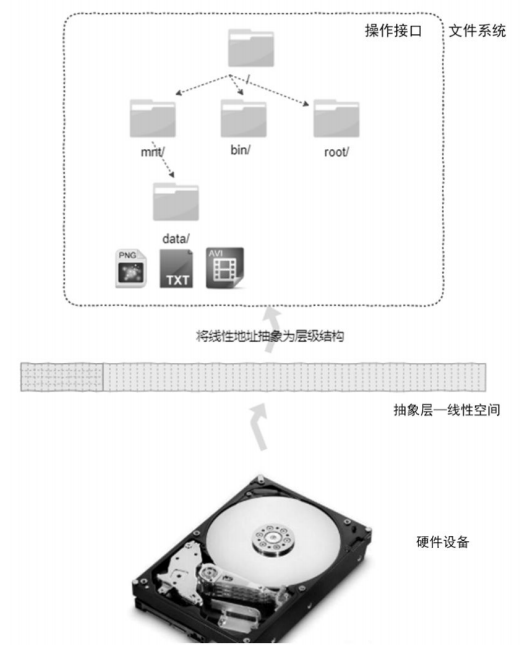 操作接口 文件系统
/
mnt/ bin/ root/
data/
PNG TXT AVI
将线性地址抽象为层级结构
抽象层—线性空间
硬件设备